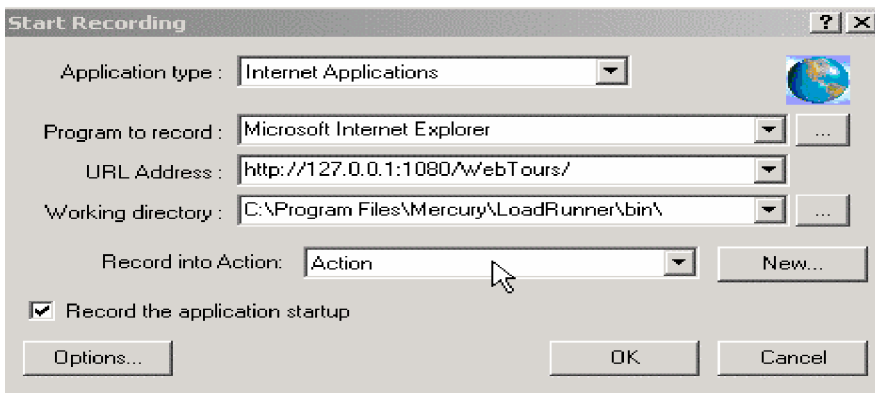 Start Recording ? ×
Application type : Internet Applications
Program to record : Microsoft Internet Explorer ...
URL Address : http://127.0.0.1:1080/WebTours/
Working directory : C:\Program Files\Mercury\LoadRunner\bin\ ...
Record into Action: Action New...
Record the application startup
Options... OK Cancel